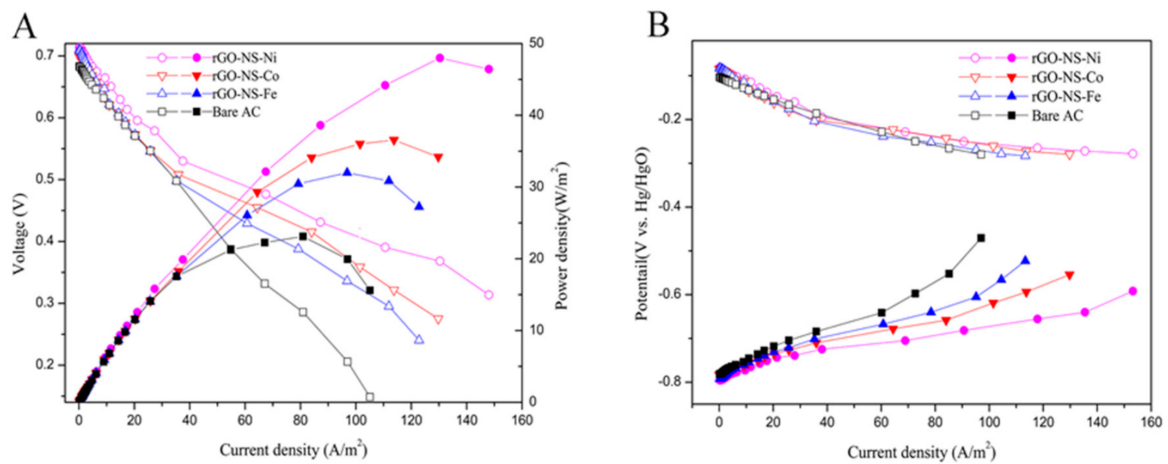 A
0.7
0.6
0.5
0.4
0.3
0.2
Voltage (V)
rGO-NS-Ni
rGO-NS-Co
rGO-NS-Fe
Bare AC
50
40
30
20
10
0
Power density(W/m²)
0 20 40 60 80 100 120 140 160
Current density (A/m²)
B
-0.2
-0.4
-0.6
-0.8
Potentail(V vs. Hg/HgO)
rGO-NS-Ni
rGO-NS-Co
rGO-NS-Fe
Bare AC
0 20 40 60 80 100 120 140 160
Current density (A/m²)